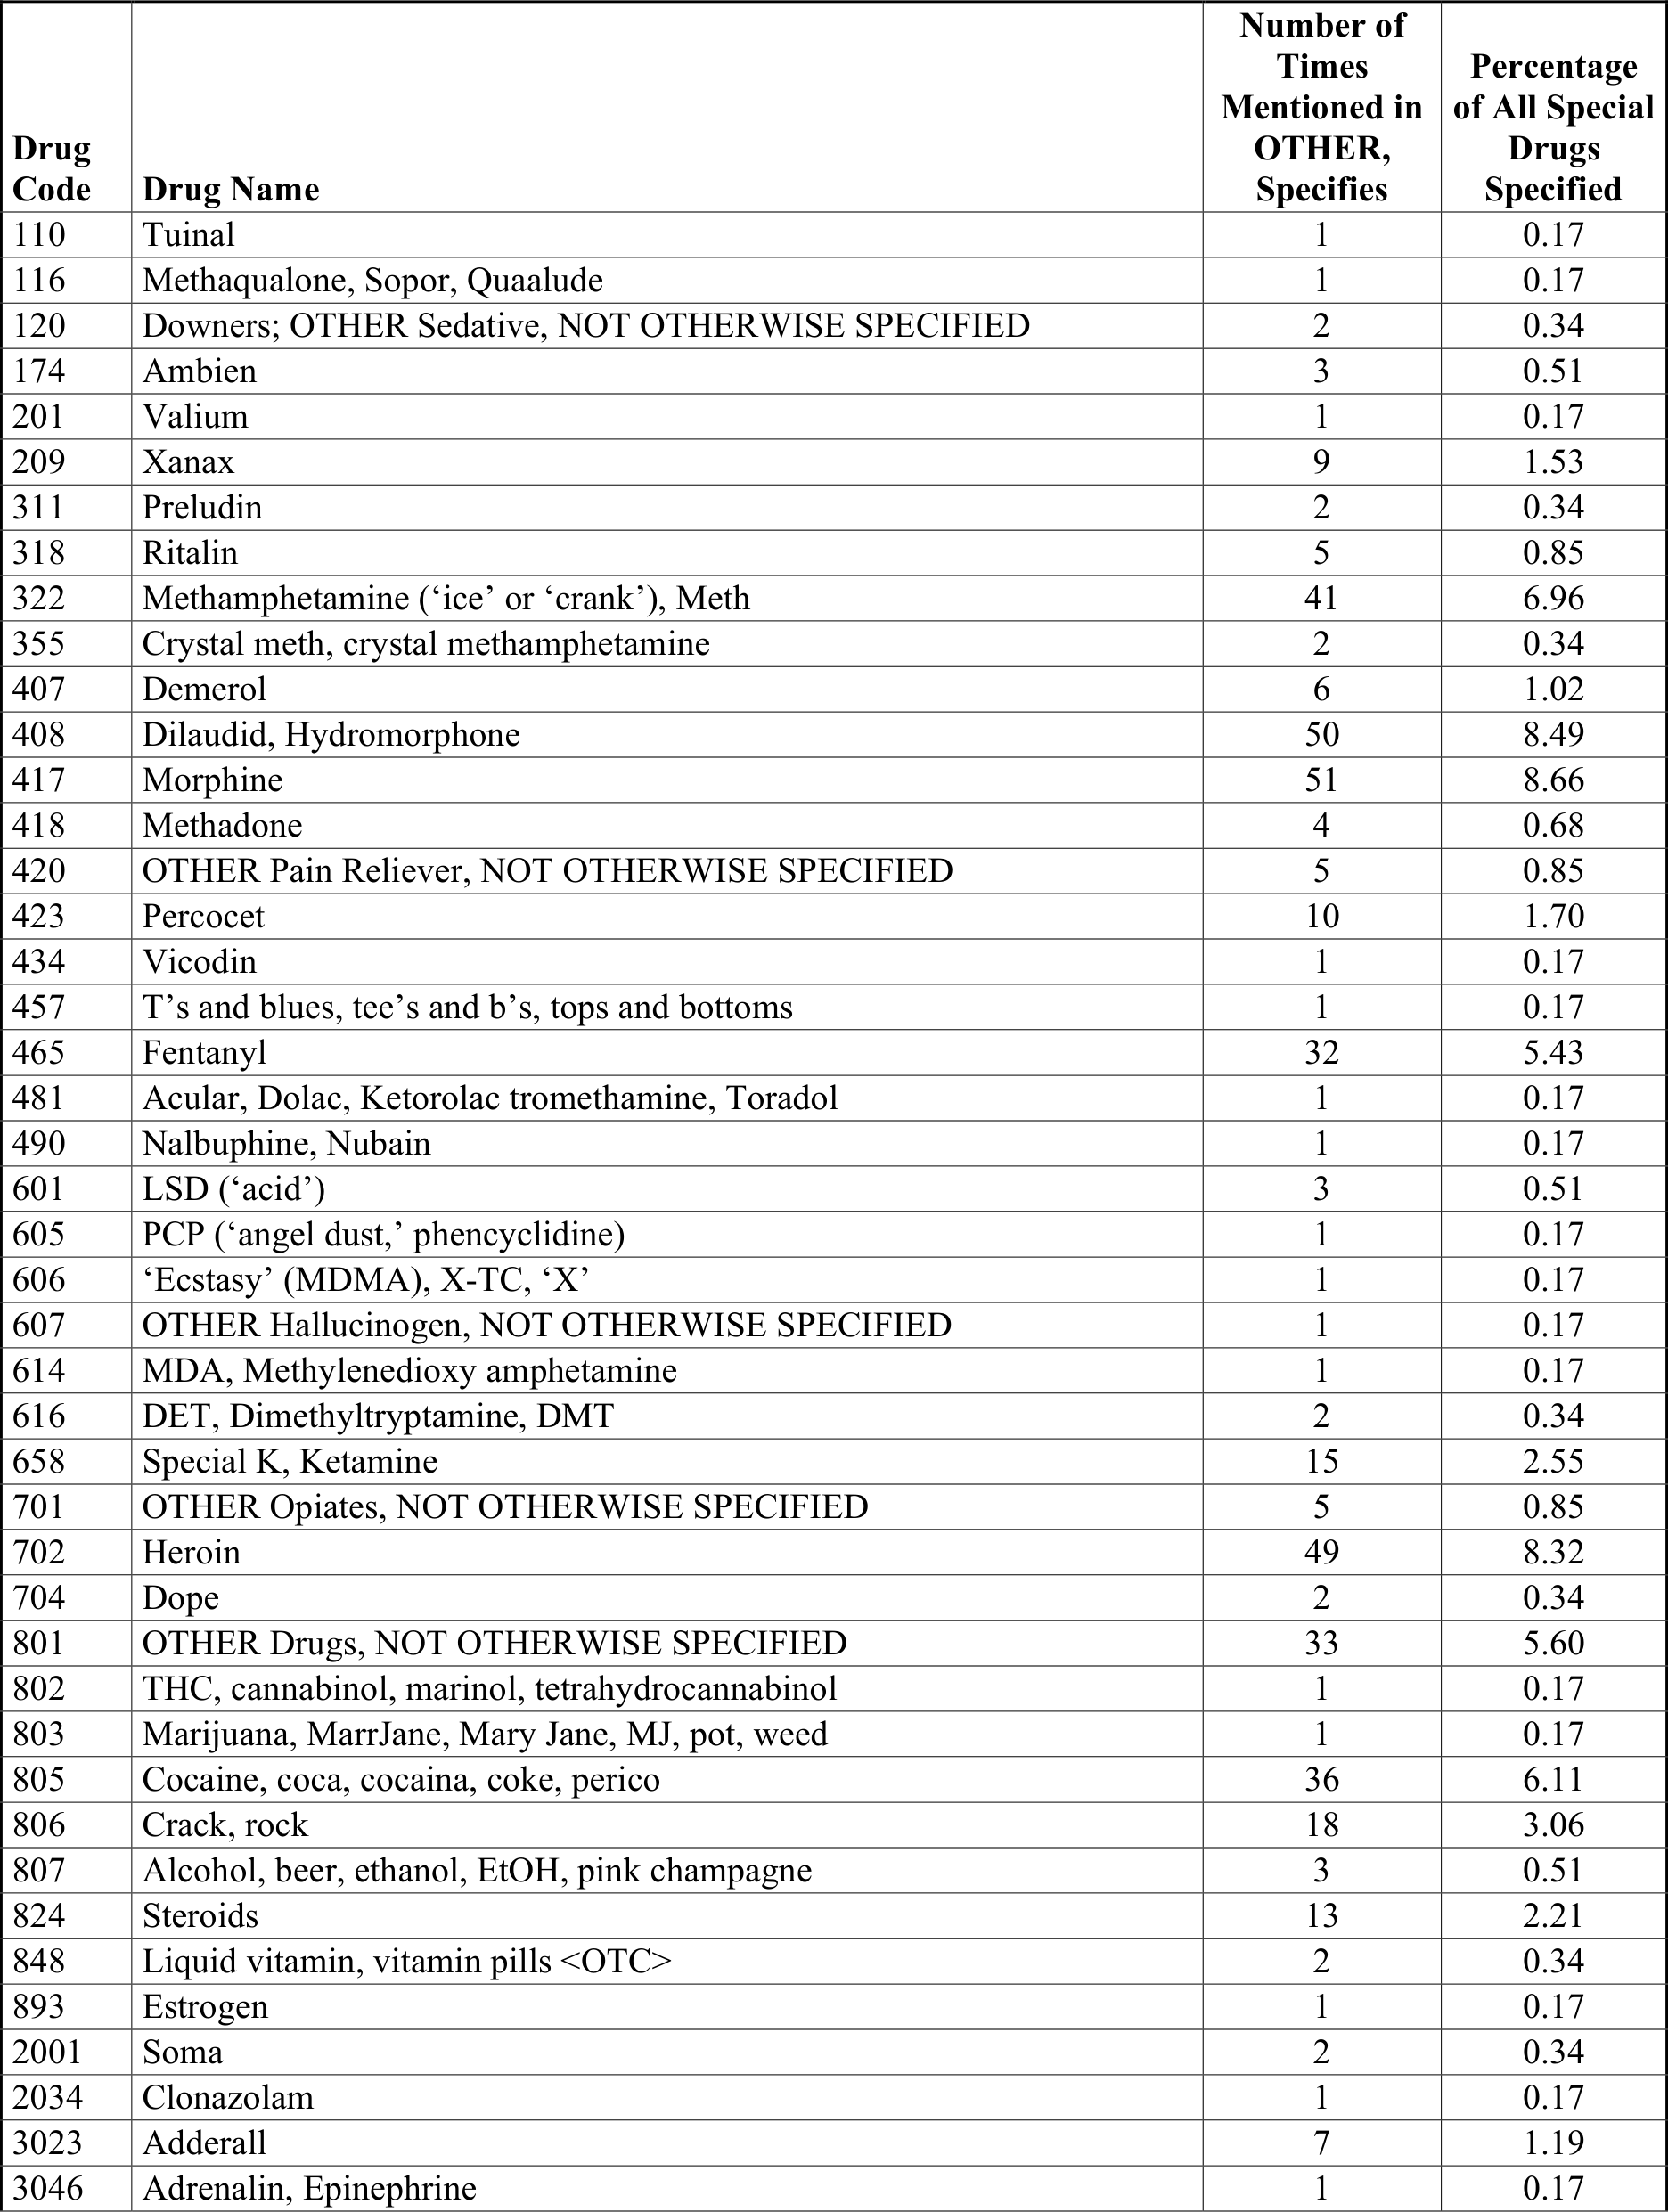 Drug Code | Drug Name | Number of Times Mentioned in OTHER, Specifies | Percentage of All Special Drugs Specified
110 | Tuinal | 1 | 0.17
116 | Methaqualone, Sopor, Quaalude | 1 | 0.17
120 | Downers; OTHER Sedative, NOT OTHERWISE SPECIFIED | 2 | 0.34
174 | Ambien | 3 | 0.51
201 | Valium | 1 | 0.17
209 | Xanax | 9 | 1.53
311 | Preludin | 2 | 0.34
318 | Ritalin | 5 | 0.85
322 | Methamphetamine (‘ice’ or ‘crank’), Meth | 41 | 6.96
355 | Crystal meth, crystal methamphetamine | 2 | 0.34
407 | Demerol | 6 | 1.02
408 | Dilaudid, Hydromorphone | 50 | 8.49
417 | Morphine | 51 | 8.66
418 | Methadone | 4 | 0.68
420 | OTHER Pain Reliever, NOT OTHERWISE SPECIFIED | 5 | 0.85
423 | Percocet | 10 | 1.70
434 | Vicodin | 1 | 0.17
457 | T’s and blues, tee’s and b’s, tops and bottoms | 1 | 0.17
465 | Fentanyl | 32 | 5.43
481 | Acular, Dolac, Ketorolac tromethamine, Toradol | 1 | 0.17
490 | Nalbuphine, Nubain | 1 | 0.17
601 | LSD (‘acid’) | 3 | 0.51
605 | PCP (‘angel dust,’ phencyclidine) | 1 | 0.17
606 | ‘Ecstasy’ (MDMA), X-TC, ‘X’ | 1 | 0.17
607 | OTHER Hallucinogen, NOT OTHERWISE SPECIFIED | 1 | 0.17
614 | MDA, Methylenedioxy amphetamine | 1 | 0.17
616 | DET, Dimethyltryptamine, DMT | 2 | 0.34
658 | Special K, Ketamine | 15 | 2.55
701 | OTHER Opiates, NOT OTHERWISE SPECIFIED | 5 | 0.85
702 | Heroin | 49 | 8.32
704 | Dope | 2 | 0.34
801 | OTHER Drugs, NOT OTHERWISE SPECIFIED | 33 | 5.60
802 | THC, cannabinol, marinol, tetrahydrocannabinol | 1 | 0.17
803 | Marijuana, MarrJane, Mary Jane, MJ, pot, weed | 1 | 0.17
805 | Cocaine, coca, cocaina, coke, perico | 36 | 6.11
806 | Crack, rock | 18 | 3.06
807 | Alcohol, beer, ethanol, EtOH, pink champagne | 3 | 0.51
824 | Steroids | 13 | 2.21
848 | Liquid vitamin, vitamin pills <OTC> | 2 | 0.34
893 | Estrogen | 1 | 0.17
2001 | Soma | 2 | 0.34
2034 | Clonazolam | 1 | 0.17
3023 | Adderall | 7 | 1.19
3046 | Adrenalin, Epinephrine | 1 | 0.17